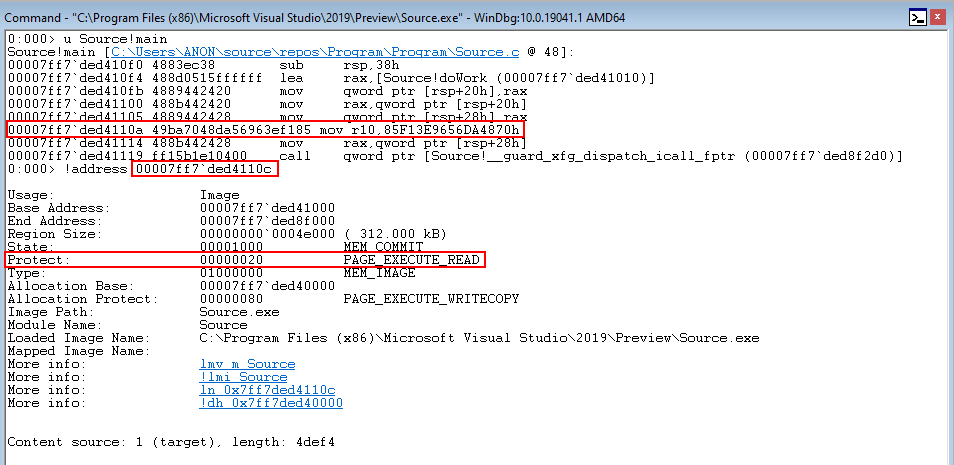 Command - "C:\Program Files (x86)\Microsoft Visual Studio\2019\Preview\Source.exe" - WinDbg:10.0.19041.1 AMD64
0:000> u Source!main
Source!main [C:\Users\ANON\source\repos\Program\Program\Source.c @ 48]:
00007ff7`ded410f0 4883ec38        sub     rsp,38h
00007ff7`ded410f4 488d0515ffffff  lea     rax,[Source!doWork (00007ff7`ded41010)]
00007ff7`ded410fb 4889442420      mov     qword ptr [rsp+20h],rax
00007ff7`ded41100 488b442420      mov     rax,qword ptr [rsp+20h]
00007ff7`ded41105 4889442428      mov     qword ptr [rsp+28h],rax
00007ff7`ded4110a 49ba7048da56963ef185 mov r10,85F13E9656DA4870h
00007ff7`ded41114 488b442428      mov     rax,qword ptr [rsp+28h]
00007ff7`ded41119 ff15b1e10400    call    qword ptr [Source!__guard_xfg_dispatch_icall_fptr (00007ff7`ded8f2d0)]
0:000> !address 00007ff7`ded4110c
Usage:                  Image
Base Address:           00007ff7`ded41000
End Address:            00007ff7`ded8f000
Region Size:            00000000`0004e000 ( 312.000 kB)
State:                  00001000          MEM_COMMIT
Protect:                00000020          PAGE_EXECUTE_READ
Type:                   01000000          MEM_IMAGE
Allocation Base:        00007ff7`ded40000
Allocation Protect:     00000080          PAGE_EXECUTE_WRITECOPY
Image Path:             Source.exe
Module Name:            Source
Loaded Image Name:      C:\Program Files (x86)\Microsoft Visual Studio\2019\Preview\Source.exe
Mapped Image Name:
More info:              lmv m Source
More info:              !lmi Source
More info:              ln 0x7ff7ded4110c
More info:              !dh 0x7ff7ded40000
Content source: 1 (target), length: 4def4